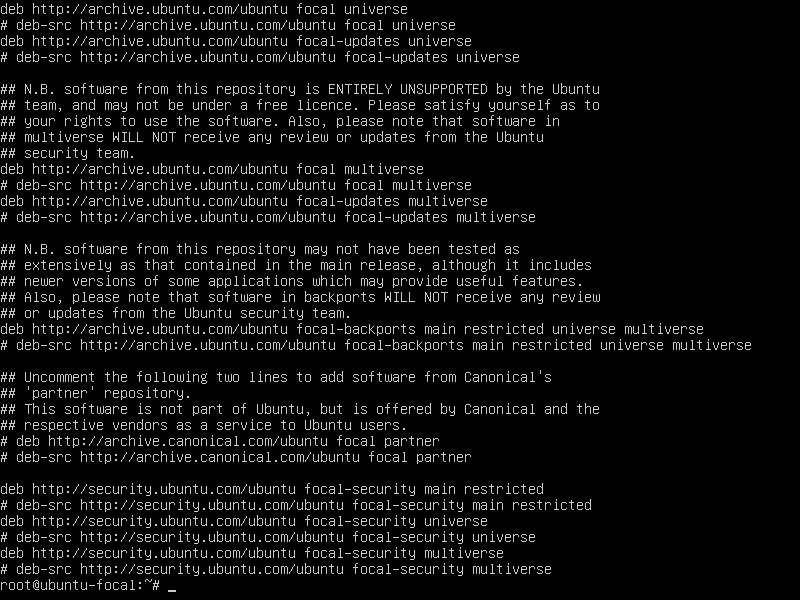 deb http://archive.ubuntu.com/ubuntu focal universe
# deb-src http://archive.ubuntu.com/ubuntu focal universe
deb http://archive.ubuntu.com/ubuntu focal-updates universe
# deb-src http://archive.ubuntu.com/ubuntu focal-updates universe

## N.B. software from this repository is ENTIRELY UNSUPPORTED by the Ubuntu
## team, and may not be under a free licence. Please satisfy yourself as to
## your rights to use the software. Also, please note that software in
## multiverse WILL NOT receive any review or updates from the Ubuntu
## security team.
deb http://archive.ubuntu.com/ubuntu focal multiverse
# deb-src http://archive.ubuntu.com/ubuntu focal multiverse
deb http://archive.ubuntu.com/ubuntu focal-updates multiverse
# deb-src http://archive.ubuntu.com/ubuntu focal-updates multiverse

## N.B. software from this repository may not have been tested as
## extensively as that contained in the main release, although it includes
## newer versions of some applications which may provide useful features.
## Also, please note that software in backports WILL NOT receive any review
## or updates from the Ubuntu security team.
deb http://archive.ubuntu.com/ubuntu focal-backports main restricted universe multiverse
# deb-src http://archive.ubuntu.com/ubuntu focal-backports main restricted universe multiverse

## Uncomment the following two lines to add software from Canonical's
## 'partner' repository.
## This software is not part of Ubuntu, but is offered by Canonical and the
## respective vendors as a service to Ubuntu users.
# deb http://archive.canonical.com/ubuntu focal partner
# deb-src http://archive.canonical.com/ubuntu focal partner

deb http://security.ubuntu.com/ubuntu focal-security main restricted
# deb-src http://security.ubuntu.com/ubuntu focal-security main restricted
deb http://security.ubuntu.com/ubuntu focal-security universe
# deb-src http://security.ubuntu.com/ubuntu focal-security universe
deb http://security.ubuntu.com/ubuntu focal-security multiverse
# deb-src http://security.ubuntu.com/ubuntu focal-security multiverse
root@ubuntu-focal:~# _